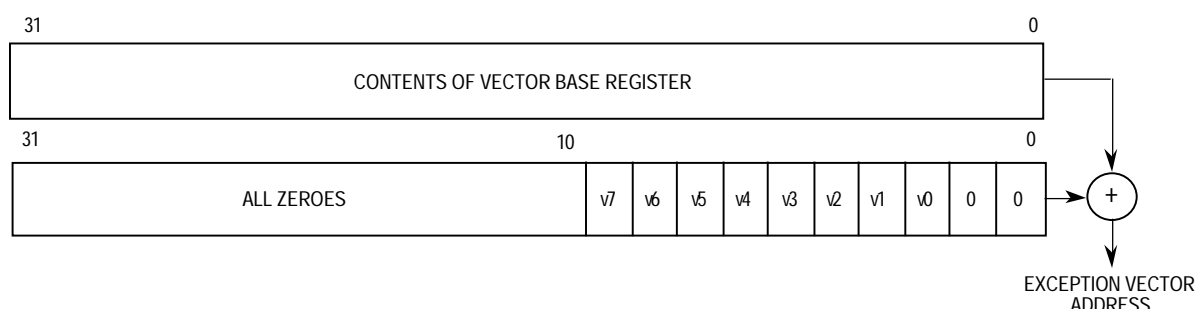 31 0
CONTENTS OF VECTOR BASE REGISTER
31 10 0
ALL ZEROES v7 v6 v5 v4 v3 v2 v1 v0 0 0 +
EXCEPTION VECTOR
ADDRESS